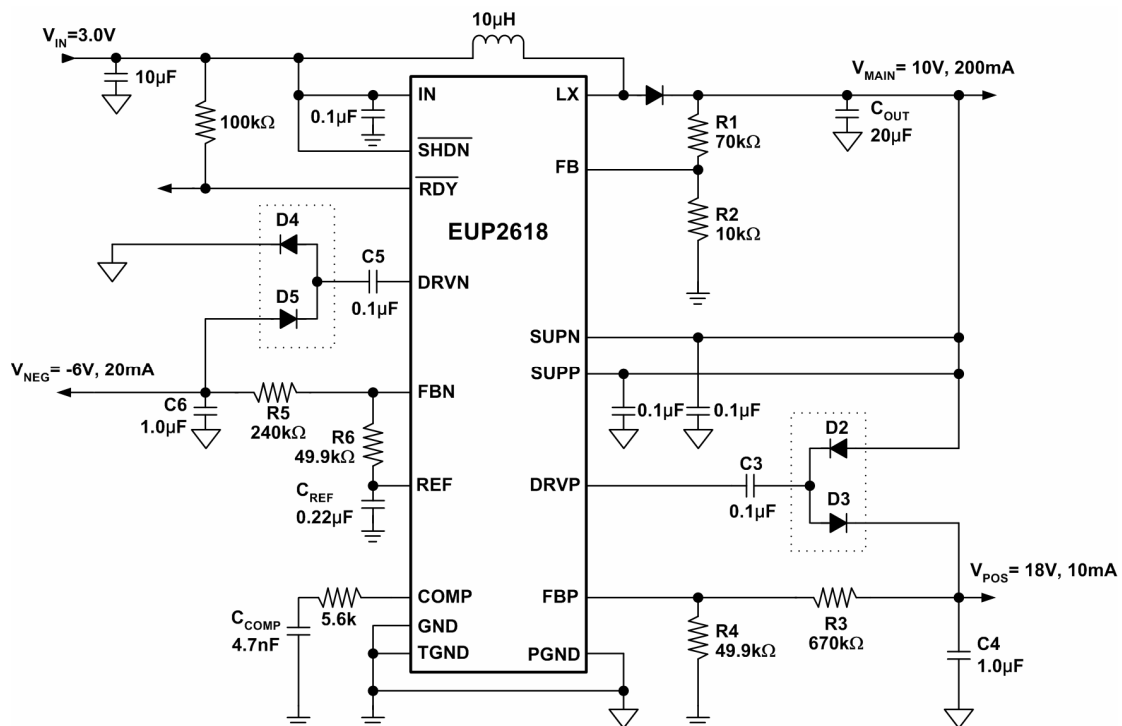 10µH
V_IN=3.0V
10µF
IN
LX
V_MAIN= 10V, 200mA
0.1µF
C_OUT
20µF
100kΩ
R1
70kΩ
SHDN
FB
RDY
R2
10kΩ
EUP2618
D4
C5
DRVN
0.1µF
D5
SUPN
V_NEG= -6V, 20mA
SUPP
FBN
C6
1.0µF
R5
240kΩ
0.1µF
0.1µF
R6
49.9kΩ
D2
C3
REF
DRVP
C_REF
0.22µF
0.1µF
D3
V_POS= 18V, 10mA
COMP
FBP
C_COMP
4.7nF
5.6k
GND
R4
49.9kΩ
R3
670kΩ
TGND
PGND
C4
1.0µF